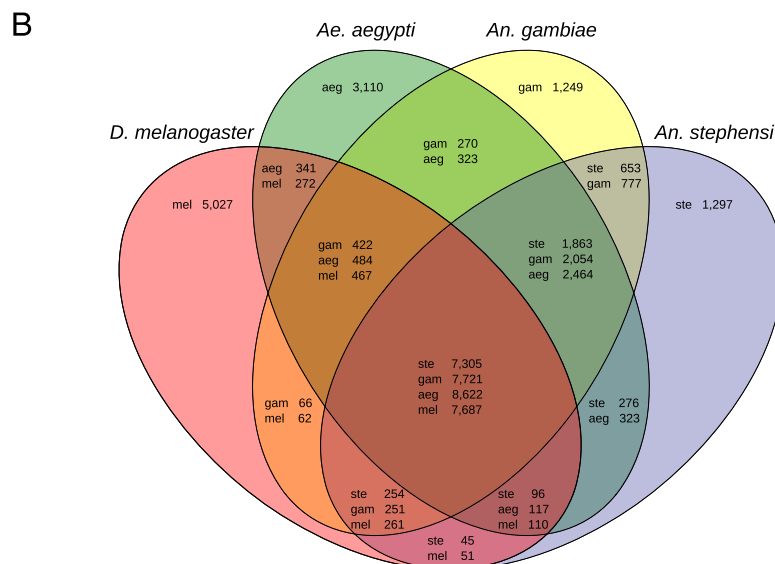 B
Ae. aegypti
An. gambiae
D. melanogaster
An. stephensi
aeg 3,110
gam 1,249
gam 270
aeg 323
aeg 341
mel 272
ste 653
gam 777
mel 5,027
ste 1,297
gam 422
aeg 484
mel 467
ste 1,863
gam 2,054
aeg 2,464
ste 7,305
gam 7,721
aeg 8,622
mel 7,687
gam 66
mel 62
ste 276
aeg 323
ste 254
gam 251
mel 261
ste 96
aeg 117
mel 110
ste 45
mel 51